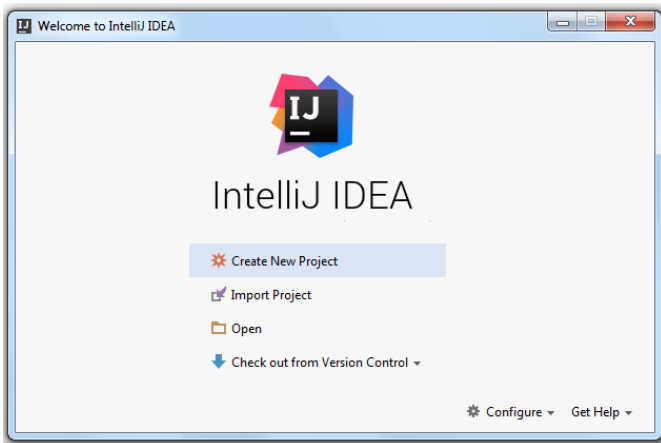 IJ Welcome to IntelliJ IDEA
IJ
IntelliJ IDEA
Create New Project
Import Project
Open
Check out from Version Control
Configure Get Help